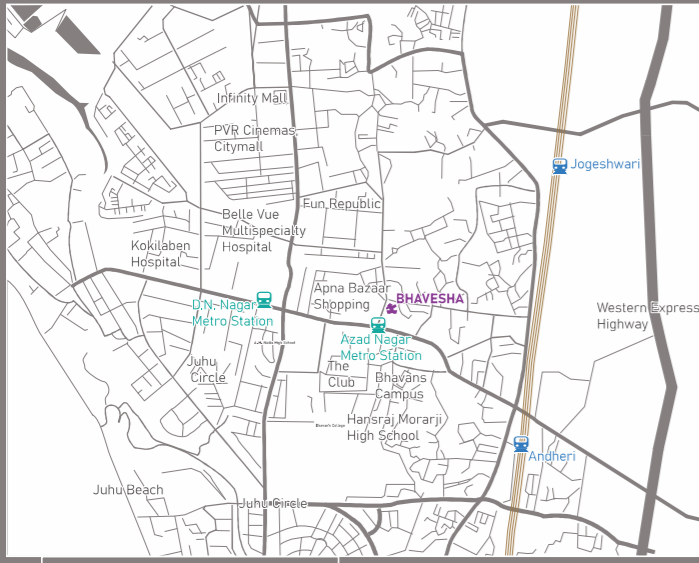 Infinity Mall
PVR Cinemas,
Citymall
Jogeshwari
Fun Republic
Belle Vue
Multispecialty
Hospital
Kokilaben
Hospital
Apna Bazaar
Shopping
BHAVESHA
D.N. Nagar
Metro Station
Western Express
Highway
Azad Nagar
Metro Station
Juhu
Circle
The
Club
Bhavans
Campus
Hansraj Morarji
High School
Andheri
Juhu Beach
Juhu Circle